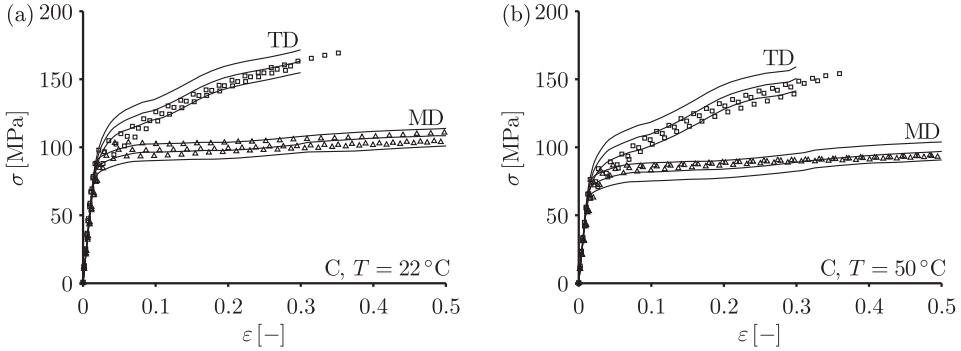 (a)
200
150
100
50
0
σ [MPa]
TD
MD
C, T = 22 °C
0
0.1
0.2
0.3
0.4
0.5
ε [−]
(b)
200
150
100
50
0
σ [MPa]
TD
MD
C, T = 50 °C
0
0.1
0.2
0.3
0.4
0.5
ε [−]